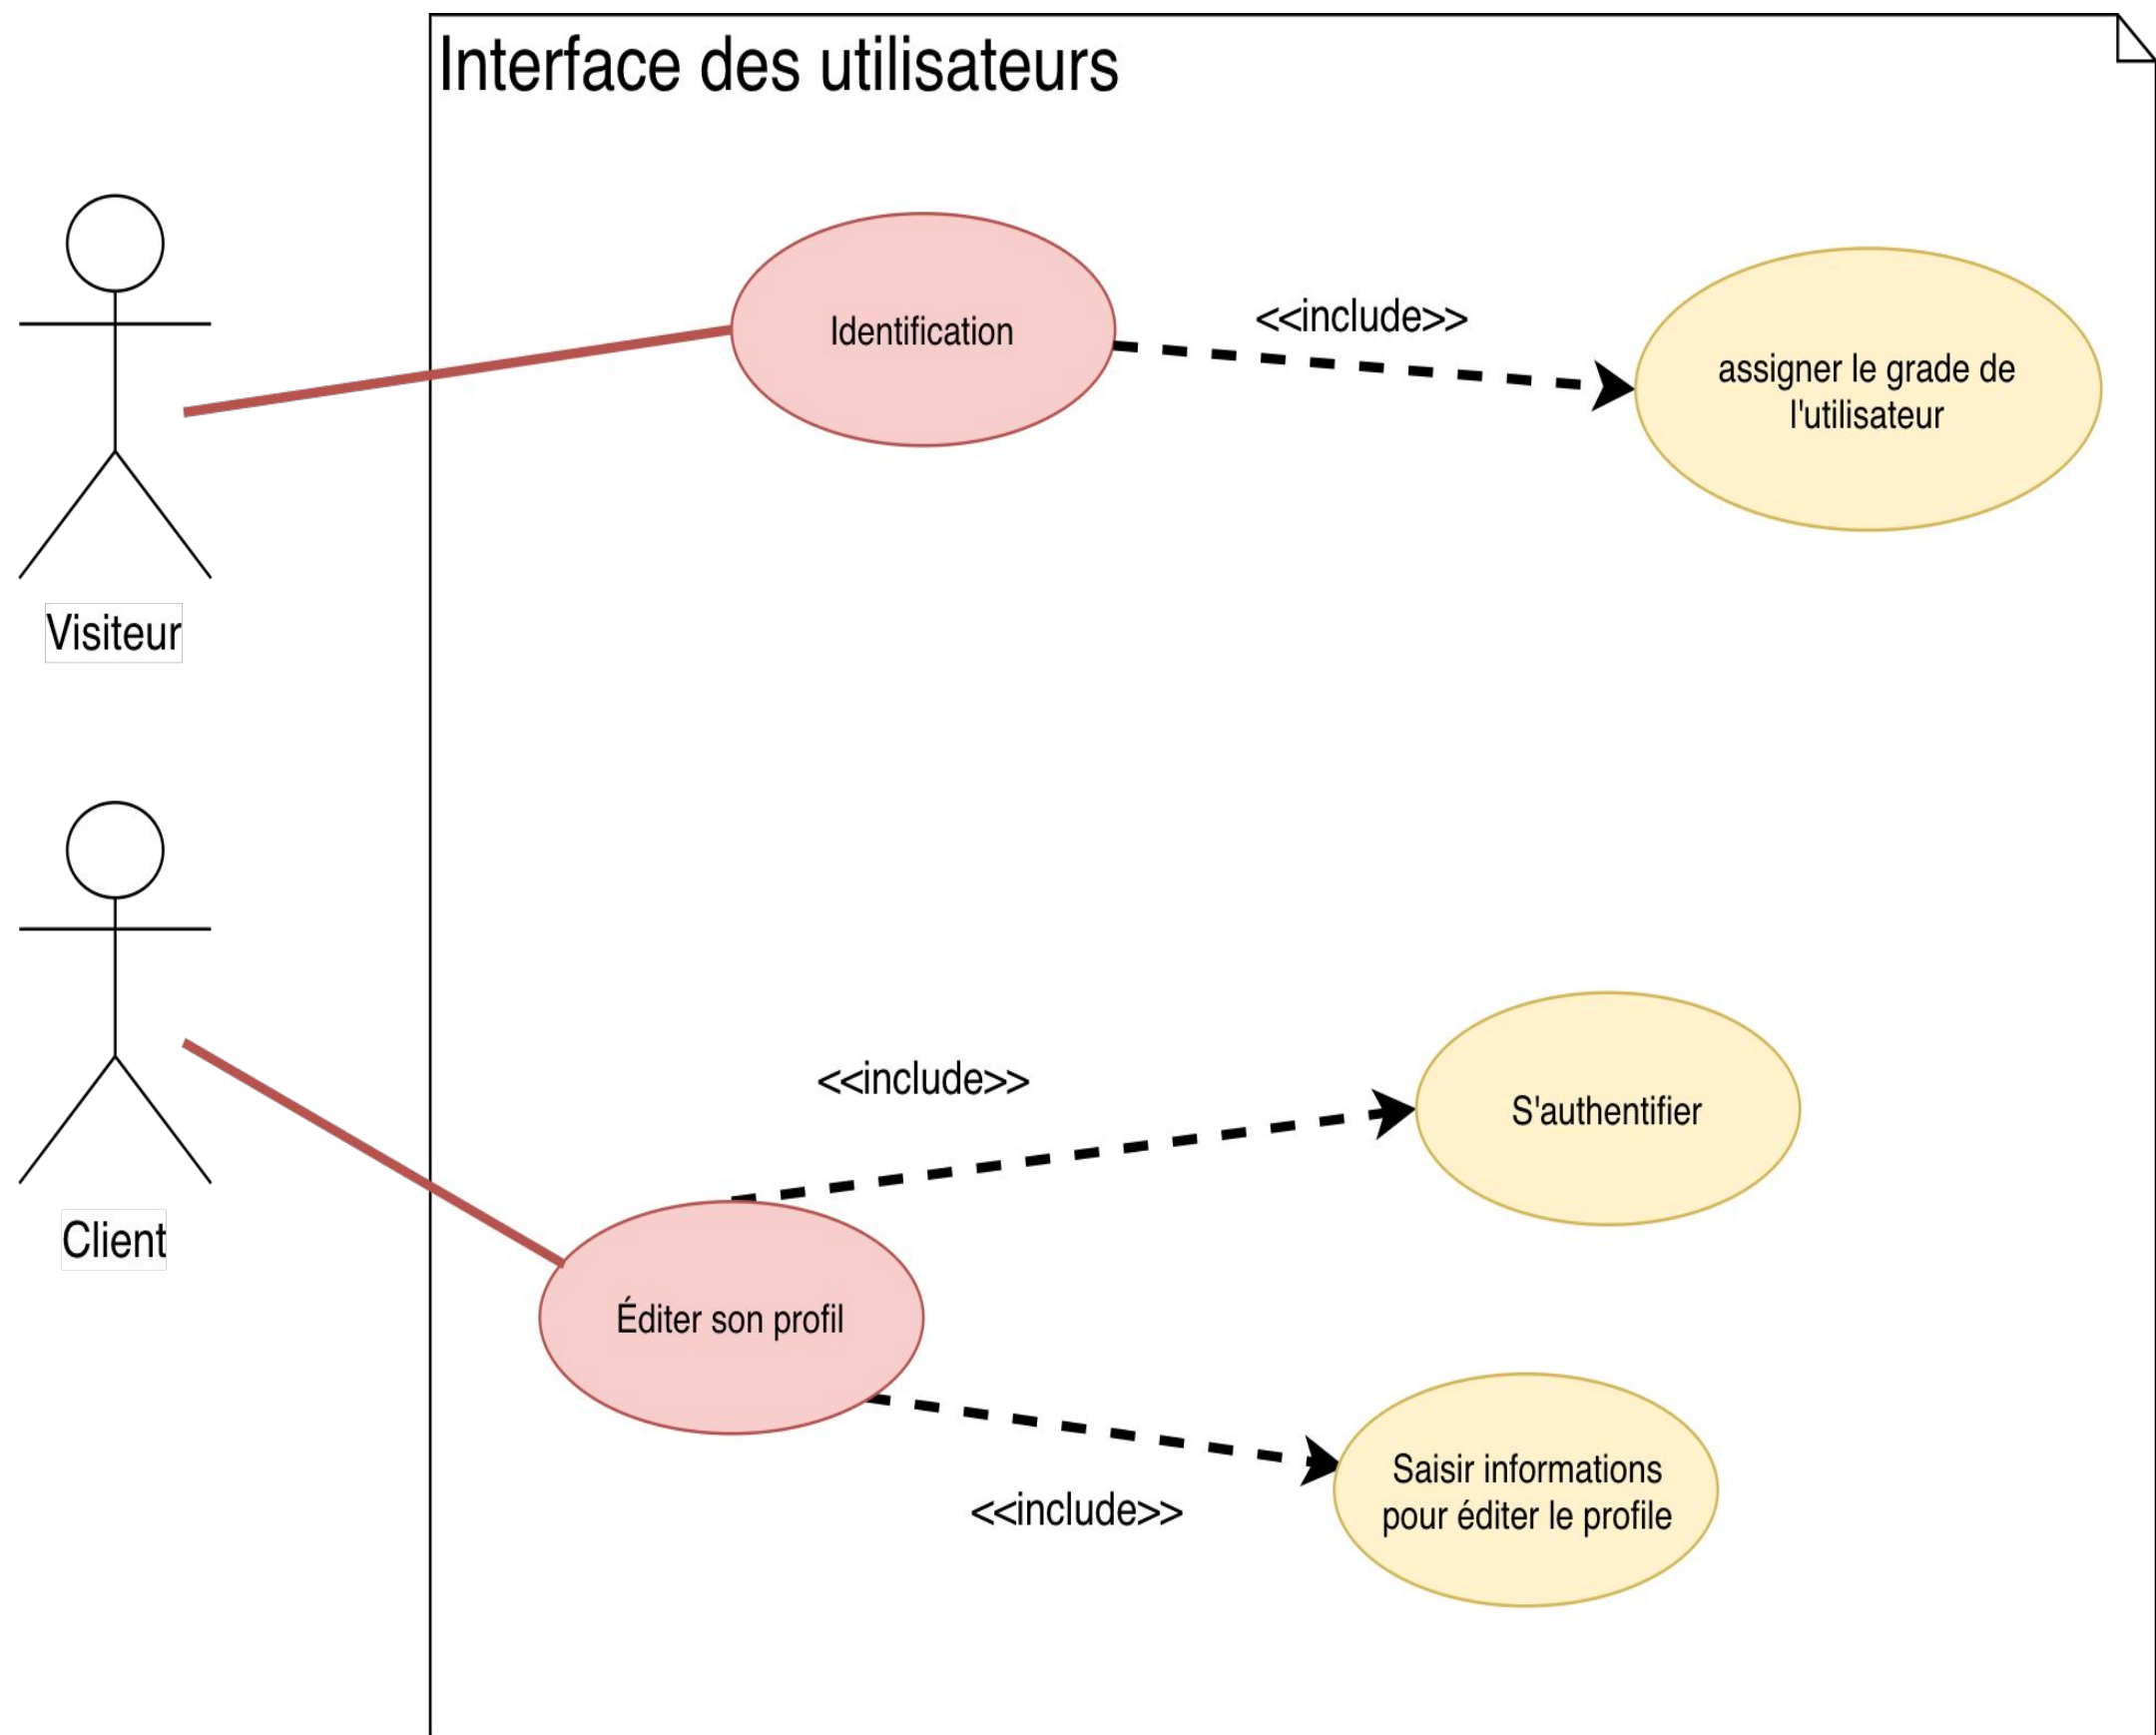 Interface des utilisateurs
Identification
<<include>>
assigner le grade de
l'utilisateur
Visiteur
<<include>>
S'authentifier
Client
Éditer son profil
<<include>>
Saisir informations
pour éditer le profile